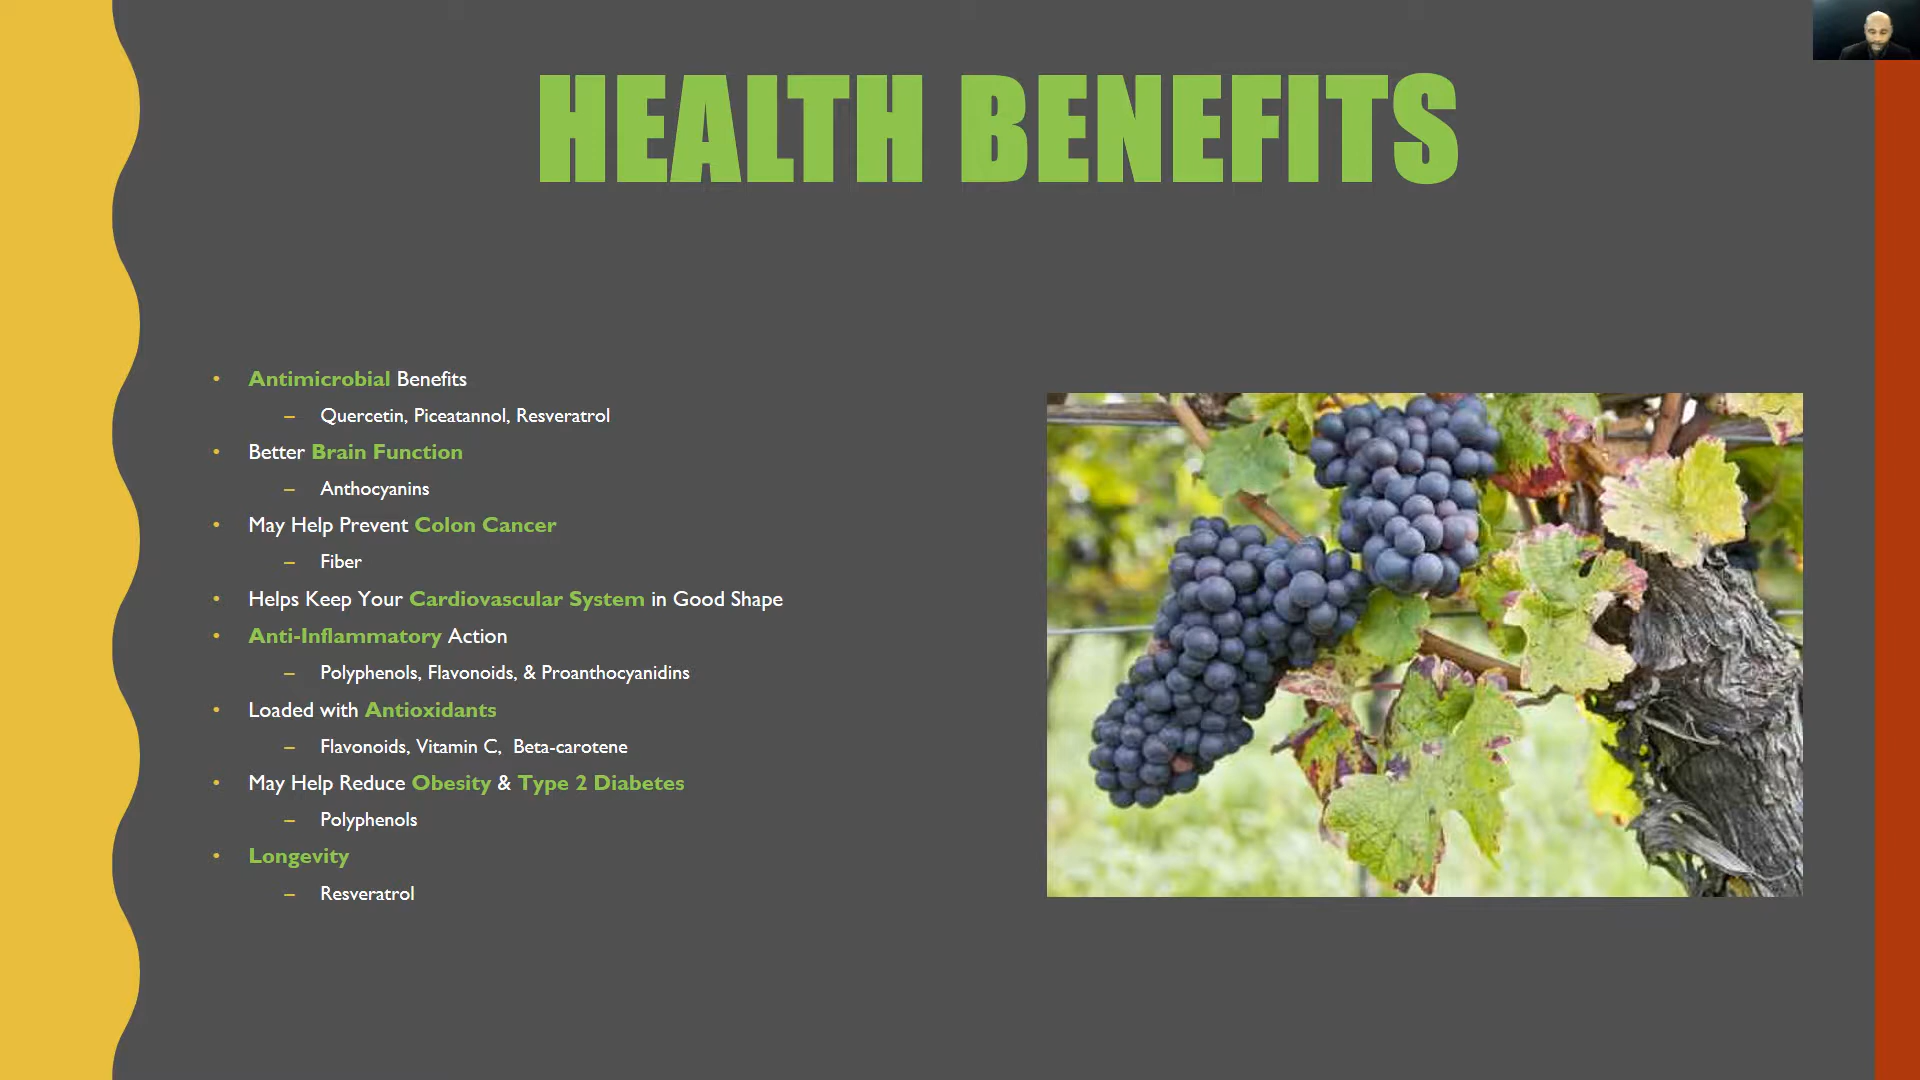 HEALTH BENEFITS
• Antimicrobial Benefits
– Quercetin, Piceatannol, Resveratrol
• Better Brain Function
– Anthocyanins
• May Help Prevent Colon Cancer
– Fiber
• Helps Keep Your Cardiovascular System in Good Shape
• Anti-Inflammatory Action
– Polyphenols, Flavonoids, & Proanthocyanidins
• Loaded with Antioxidants
– Flavonoids, Vitamin C,  Beta-carotene
• May Help Reduce Obesity & Type 2 Diabetes
– Polyphenols
• Longevity
– Resveratrol